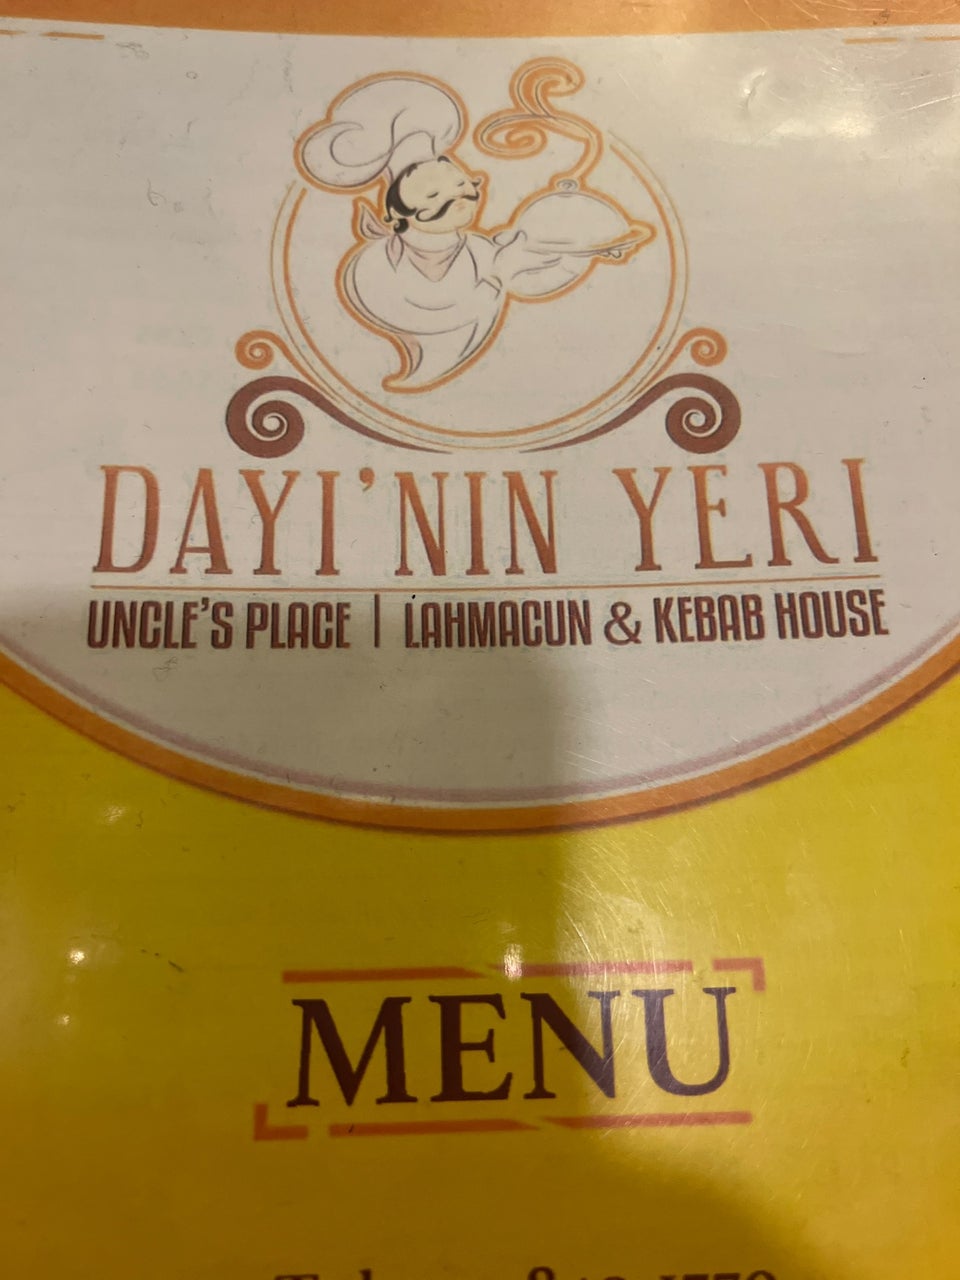 DAYI'NIN YERI
UNCLE'S PLACE | LAHMACUN & KEBAB HOUSE
MENU